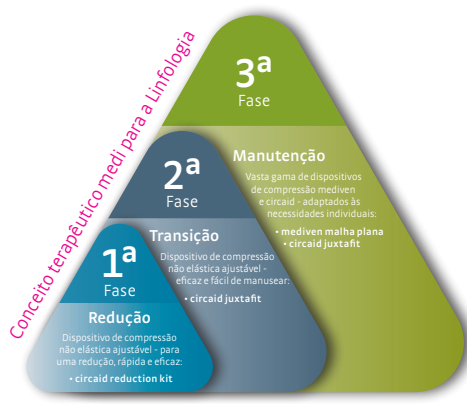 Conceito terapêutico medi para a Linfologia
1ª
Fase
Redução
Dispositivo de compressão
não elástica ajustável - para
uma redução, rápida e eficaz:
• circaid reduction kit
2ª
Fase
Transição
Dispositivo de compressão
não elástica ajustável -
eficaz e fácil de manusear:
• circaid juxtafit
3ª
Fase
Manutenção
Vasta gama de dispositivos
de compressão mediven
e circaid - adaptados às
necessidades individuais:
• mediven malha plana
• circaid juxtafit